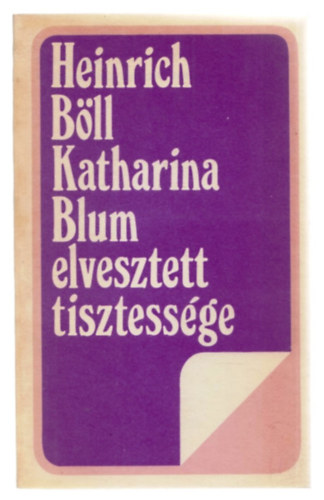 Heinrich
Böll
Katharina
Blum
elvesztett
tisztessége